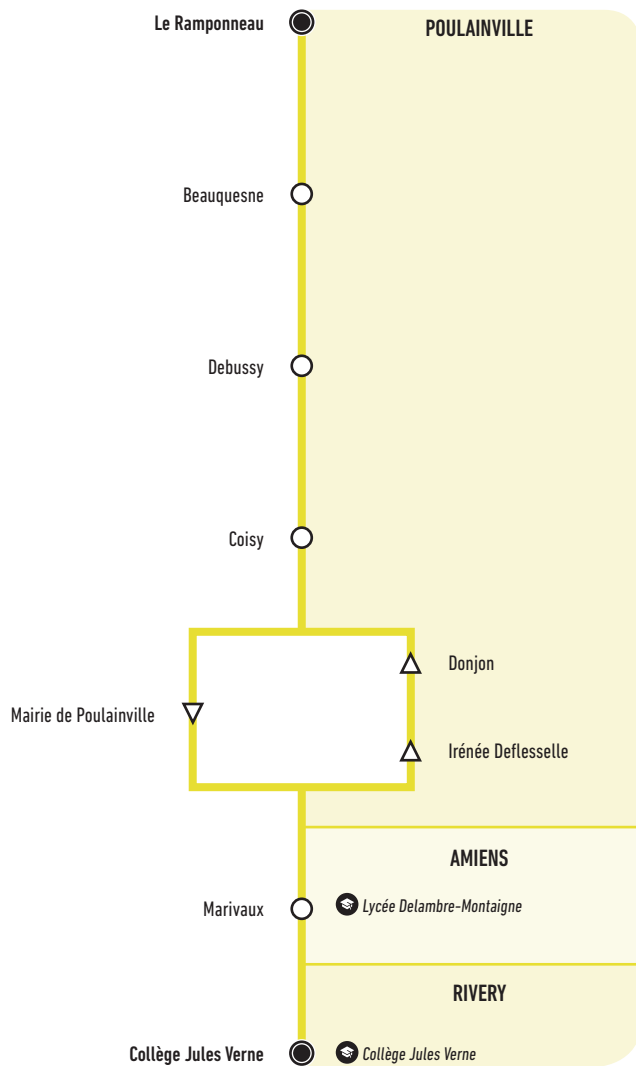 Le Ramponneau
POULAINVILLE
Beauquesne
Debussy
Coisy
Donjon
Mairie de Poulainville
Irénée Deflesselle
AMIENS
Marivaux
Lycée Delambre-Montaigne
RIVERY
Collège Jules Verne
Collège Jules Verne